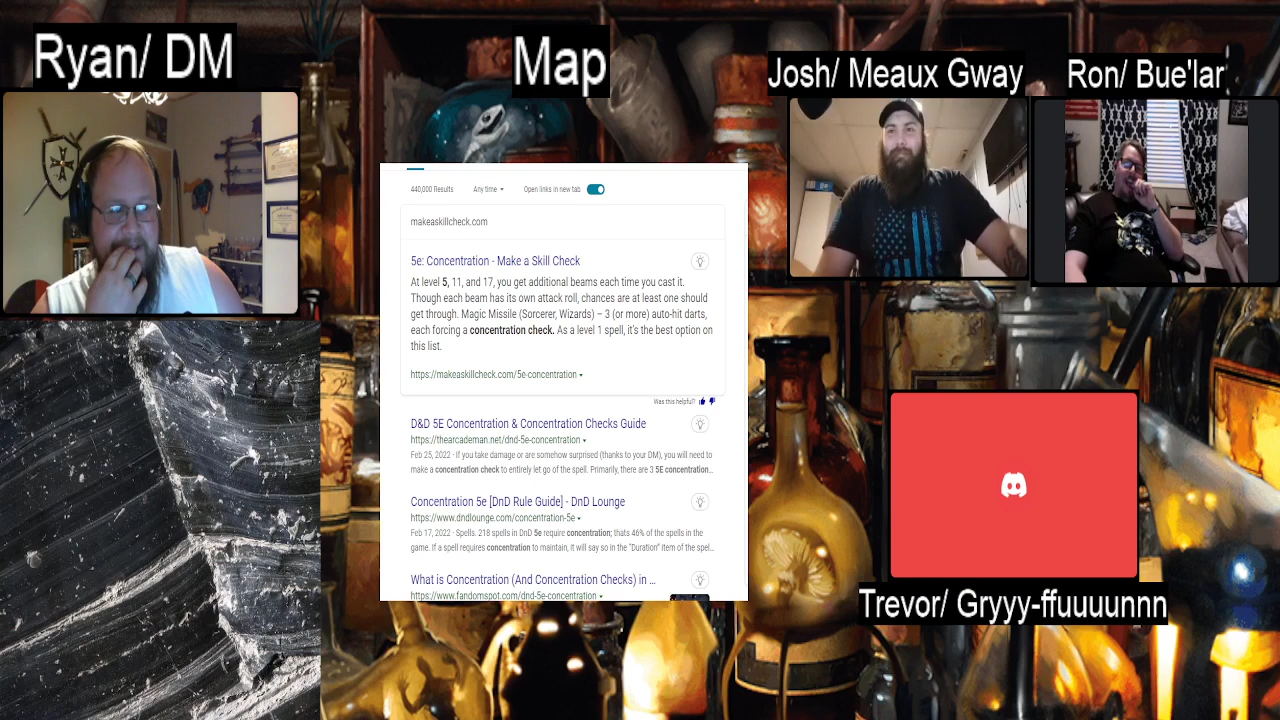 Ryan/ DM
Map
Josh/ Meaux Gway
Ron/ Bue'lar
440,000 Results
Any time
Open links in new tab
makeaskillcheck.com
5e: Concentration - Make a Skill Check
At level 5, 11, and 17, you get additional beams each time you cast it.
Though each beam has its own attack roll, chances are at least one should
get through. Magic Missile (Sorcerer, Wizards) – 3 (or more) auto-hit darts,
each forcing a concentration check. As a level 1 spell, it's the best option on
this list.
https://makeaskillcheck.com/5e-concentration
Was this helpful?
D&D 5E Concentration & Concentration Checks Guide
https://thearcademan.net/dnd-5e-concentration
Feb 25, 2022 · If you take damage or are somehow surprised (thanks to your DM), you will need to
make a concentration check to entirely let go of the spell. Primarily, there are 3 5E concentration...
Concentration 5e [DnD Rule Guide] - DnD Lounge
https://www.dndlounge.com/concentration-5e
Feb 17, 2022 · Spells. 218 spells in DnD 5e require concentration; thats 46% of the spells in the
game. If a spell requires concentration to maintain, it will say so in the "Duration" item of the spel...
What is Concentration (And Concentration Checks) in ...
https://www.fandomspot.com/dnd-5e-concentration
Trevor/ Gryyy-ffuuuunnn